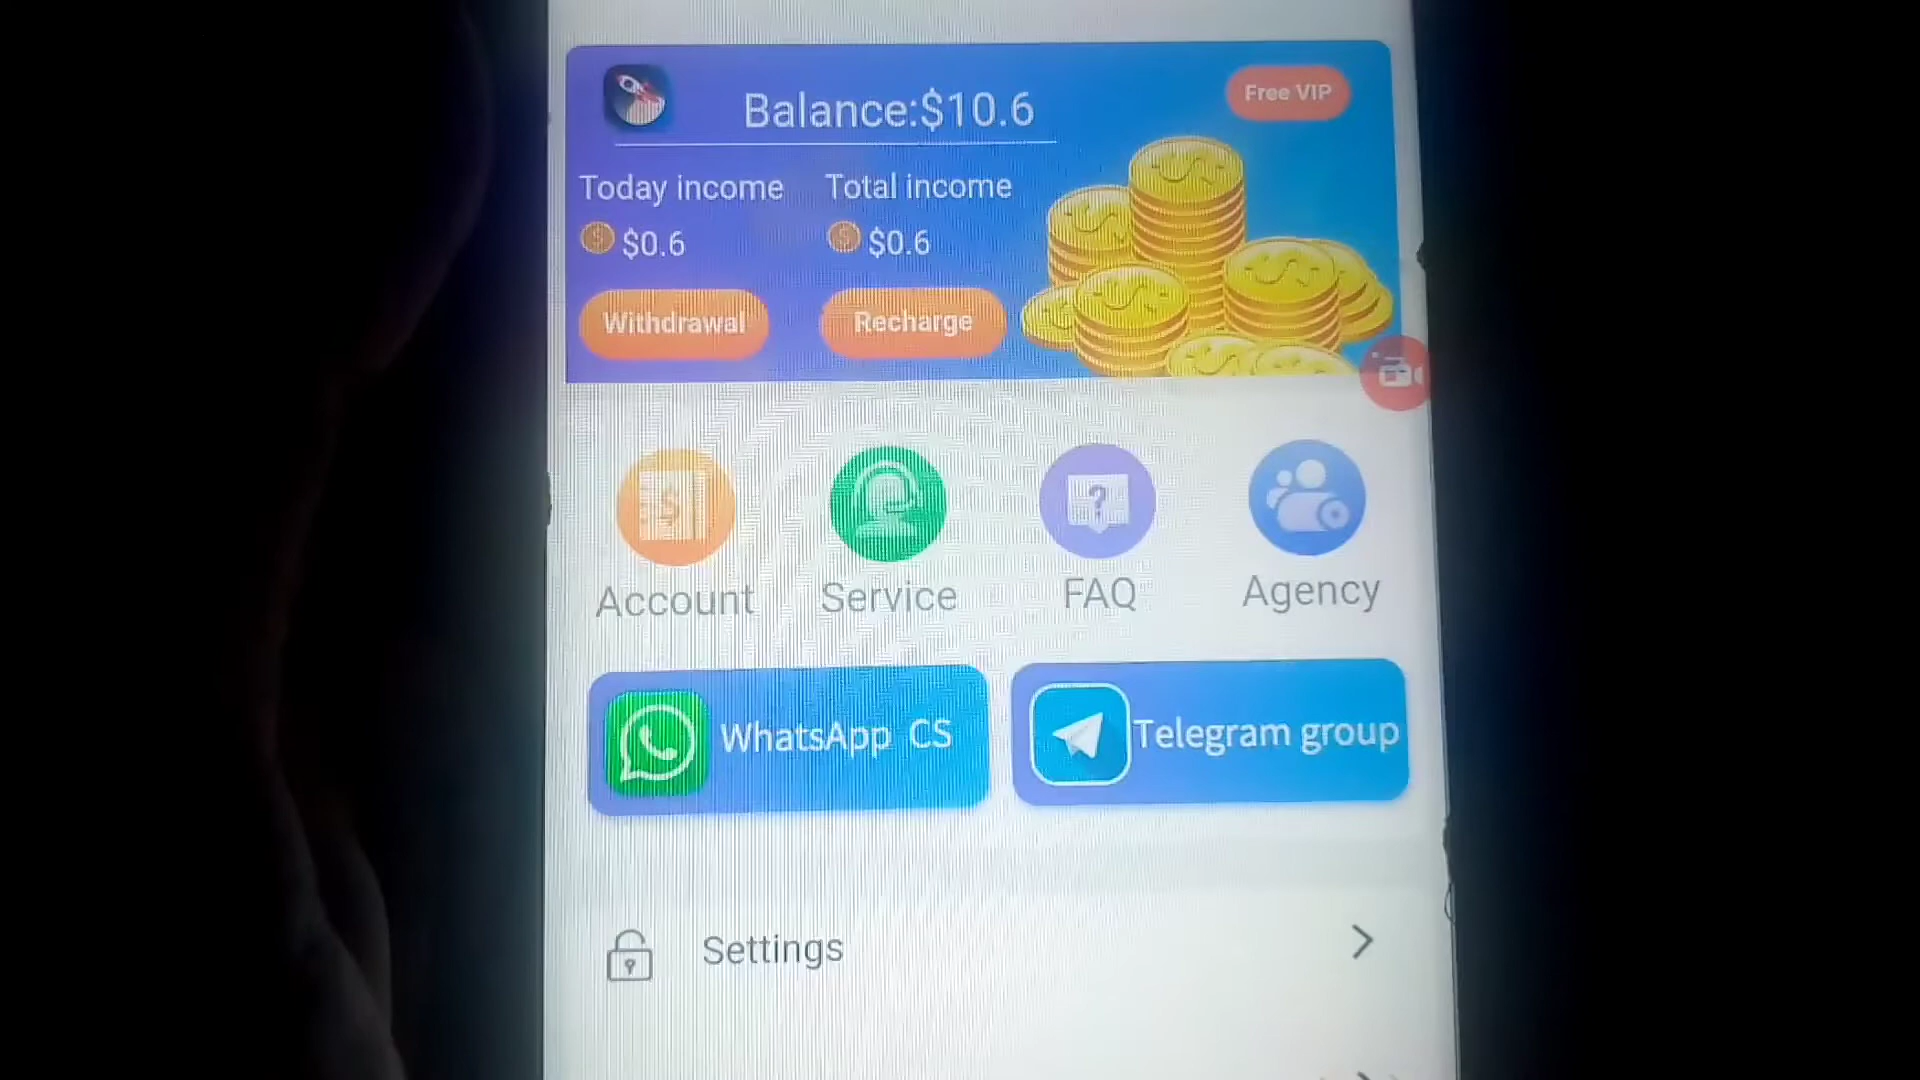 Balance:$10.6
Free VIP
Today income
Total income
$0.6
$0.6
Withdrawal
Recharge
Account
Service
FAQ
Agency
WhatsApp CS
Telegram group
Settings